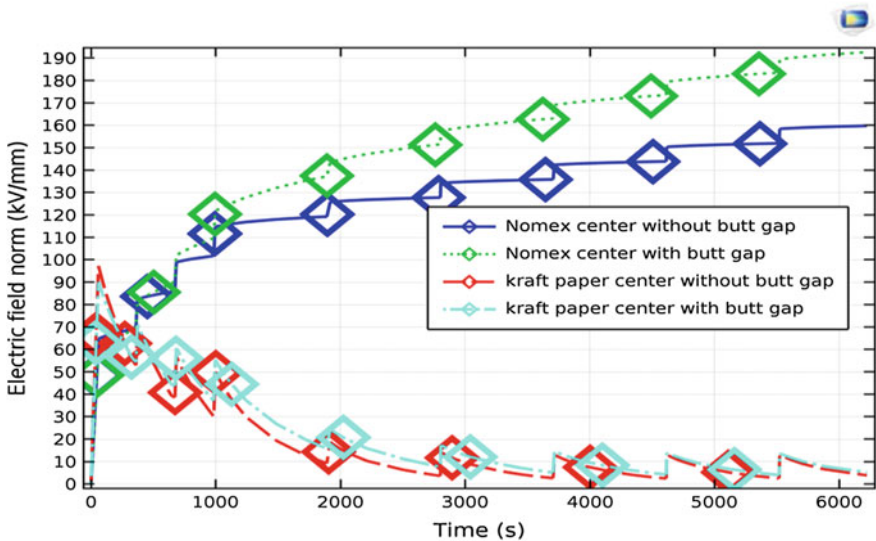 Electric field norm (kV/mm)
190
180
170
160
150
140
130
120
110
100
90
80
70
60
50
40
30
20
10
0
Nomex center without butt gap
Nomex center with butt gap
kraft paper center without butt gap
kraft paper center with butt gap
0 1000 2000 3000 4000 5000 6000
Time (s)